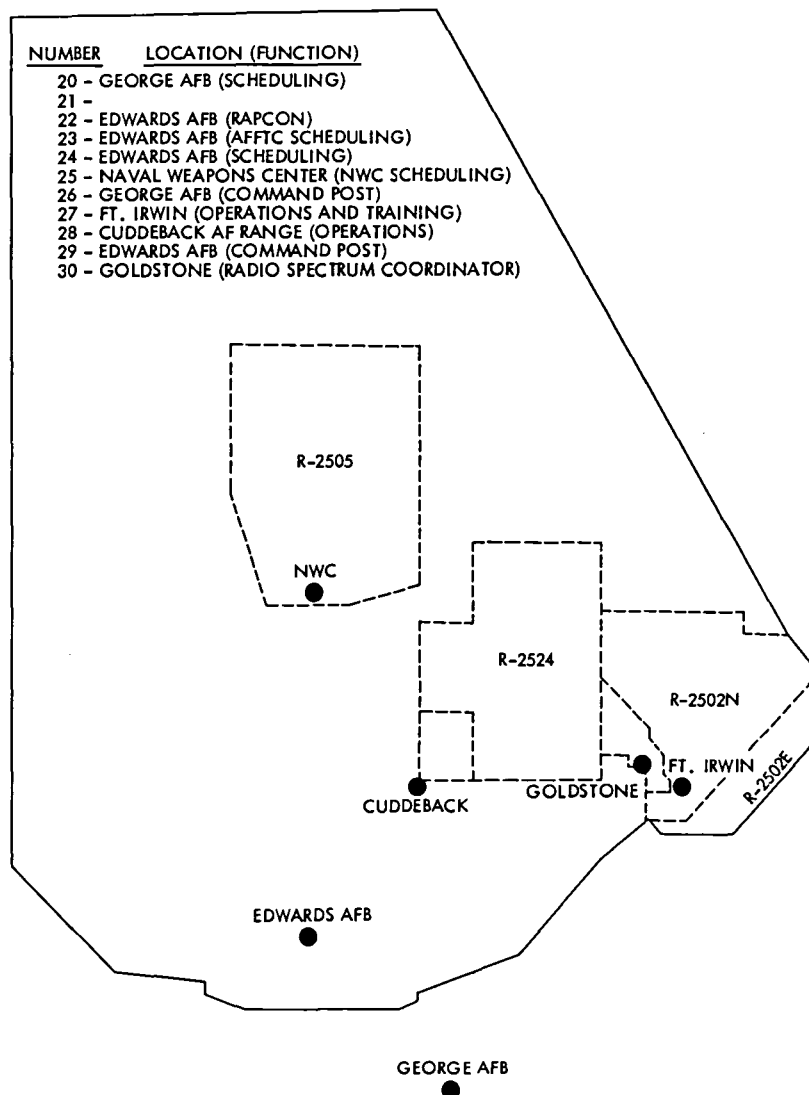 NUMBER LOCATION (FUNCTION)
20 - GEORGE AFB (SCHEDULING)
21 -
22 - EDWARDS AFB (RAPCON)
23 - EDWARDS AFB (AFFTC SCHEDULING)
24 - EDWARDS AFB (SCHEDULING)
25 - NAVAL WEAPONS CENTER (NWC SCHEDULING)
26 - GEORGE AFB (COMMAND POST)
27 - FT. IRWIN (OPERATIONS AND TRAINING)
28 - CUDDEBACK AF RANGE (OPERATIONS)
29 - EDWARDS AFB (COMMAND POST)
30 - GOLDSTONE (RADIO SPECTRUM COORDINATOR)
R-2505
NWC
R-2524
R-2502N
FT. IRWIN
GOLDSTONE
R-2502E
CUDDEBACK
EDWARDS AFB
GEORGE AFB